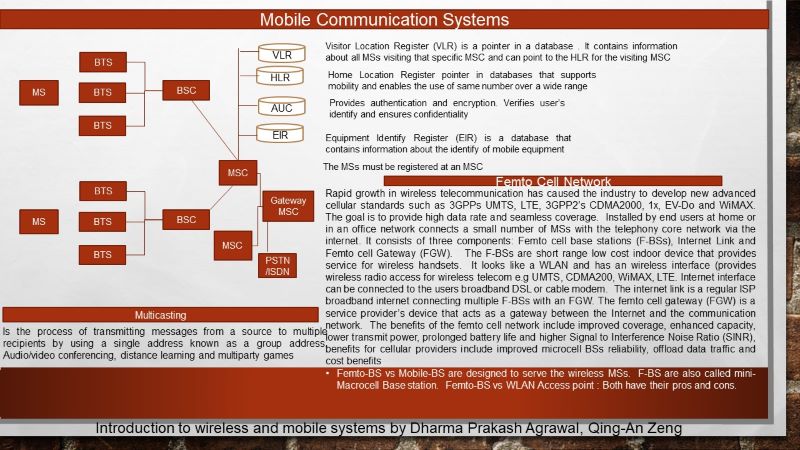 Mobile Communication Systems
BTS
BTS
BTS
MS
BSC
VLR
HLR
AUC
EIR
Visitor Location Register (VLR) is a pointer in a database . It contains information
about all MSs visiting that specific MSC and can point to the HLR for the visiting MSC
Home Location Register pointer in databases that supports
mobility and enables the use of same number over a wide range
Provides authentication and encryption. Verifies user's
identify and ensures confidentiality
Equipment Identify Register (EIR) is a database that
contains information about the identify of mobile equipment
The MSs must be registered at an MSC
MSC
BTS
BTS
BTS
MS
BSC
Gateway
MSC
MSC
PSTN
/ISDN
Femto Cell Network
Rapid growth in wireless telecommunication has caused the industry to develop new advanced
cellular standards such as 3GPPs UMTS, LTE, 3GPP2's CDMA2000, 1x, EV-Do and WiMAX.
The goal is to provide high data rate and seamless coverage. Installed by end users at home or
in an office network connects a small number of MSs with the telephony core network via the
internet. It consists of three components: Femto cell base stations (F-BSs), Internet Link and
Femto cell Gateway (FGW). The F-BSs are short range low cost indoor device that provides
service for wireless handsets. It looks like a WLAN and has an wireless interface (provides
wireless radio access for wireless telecom e.g UMTS, CDMA200, WiMAX, LTE. Internet interface
can be connected to the users broadband DSL or cable modem. The internet link is a regular ISP
broadband internet connecting multiple F-BSs with an FGW. The femto cell gateway (FGW) is a
service provider's device that acts as a gateway between the Internet and the communication
network. The benefits of the femto cell network include improved coverage, enhanced capacity,
lower transmit power, prolonged battery life and higher Signal to Interference Noise Ratio (SINR),
benefits for cellular providers include improved microcell BSs reliability, offload data traffic and
cost benefits
• Femto-BS vs Mobile-BS are designed to serve the wireless MSs. F-BS are also called mini-
Macrocell Base station. Femto-BS vs WLAN Access point : Both have their pros and cons.
Multicasting
Is the process of transmitting messages from a source to multiple
recipients by using a single address known as a group address.
Audio/video conferencing, distance learning and multiparty games
Introduction to wireless and mobile systems by Dharma Prakash Agrawal, Qing-An Zeng